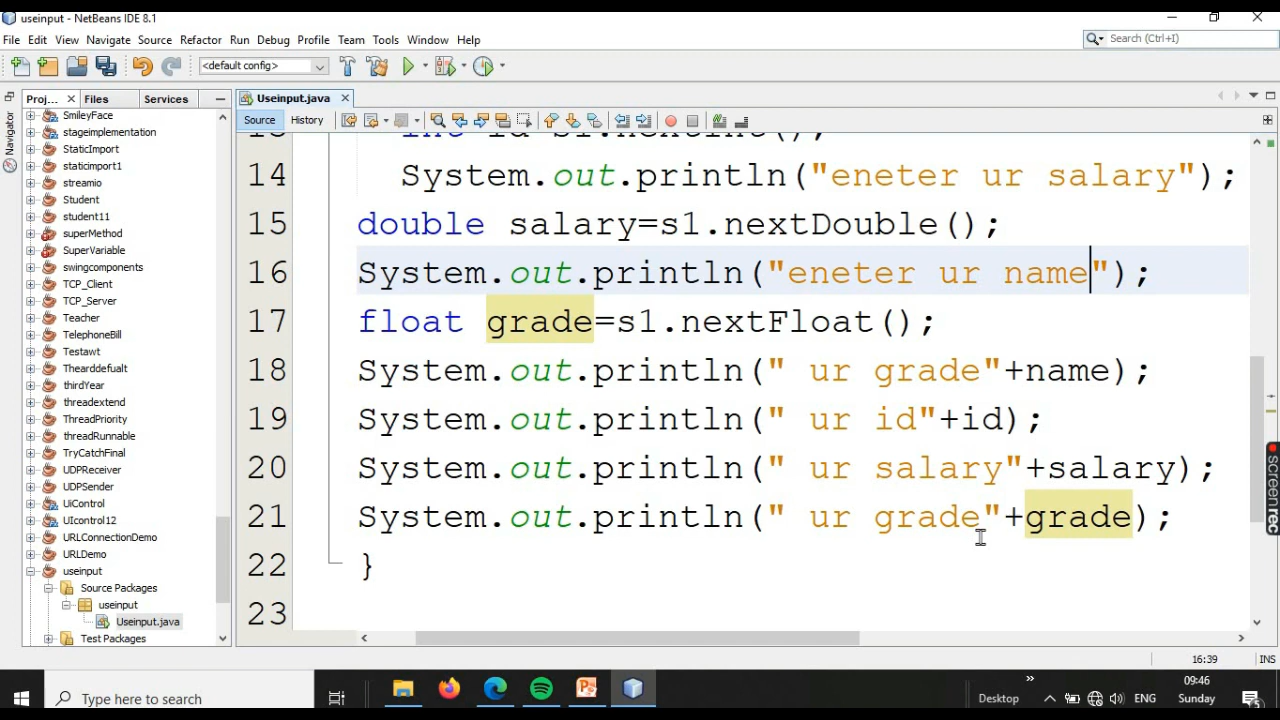 useinput - NetBeans IDE 8.1
File Edit View Navigate Source Refactor Run Debug Profile Team Tools Window Help
Search (Ctrl+I)
<default config>
Proj... Files Services
Navigator
Useinput.java
Source History
SmileyFace
stageimplementation
StaticImport
staticimport1
streamio
Student
student11
superMethod
SuperVariable
swingcomponents
TCP_Client
TCP_Server
Teacher
TelephoneBill
Testawt
Thearddefualt
thirdYear
threadextend
ThreadPriority
threadRunnable
TryCatchFinal
UDPReceiver
UDPSender
UiControl
UIcontrol12
URLConnectionDemo
URLDemo
useinput
Source Packages
useinput
Useinput.java
Test Packages
14 System.out.println("eneter ur salary");
15 double salary=s1.nextDouble();
16 System.out.println("eneter ur name");
17 float grade=s1.nextFloat();
18 System.out.println(" ur grade"+name);
19 System.out.println(" ur id"+id);
20 System.out.println(" ur salary"+salary);
21 System.out.println(" ur grade"+grade);
22 }
23
screen rec
16:39 INS
Type here to search
Desktop
ENG
09:46
Sunday